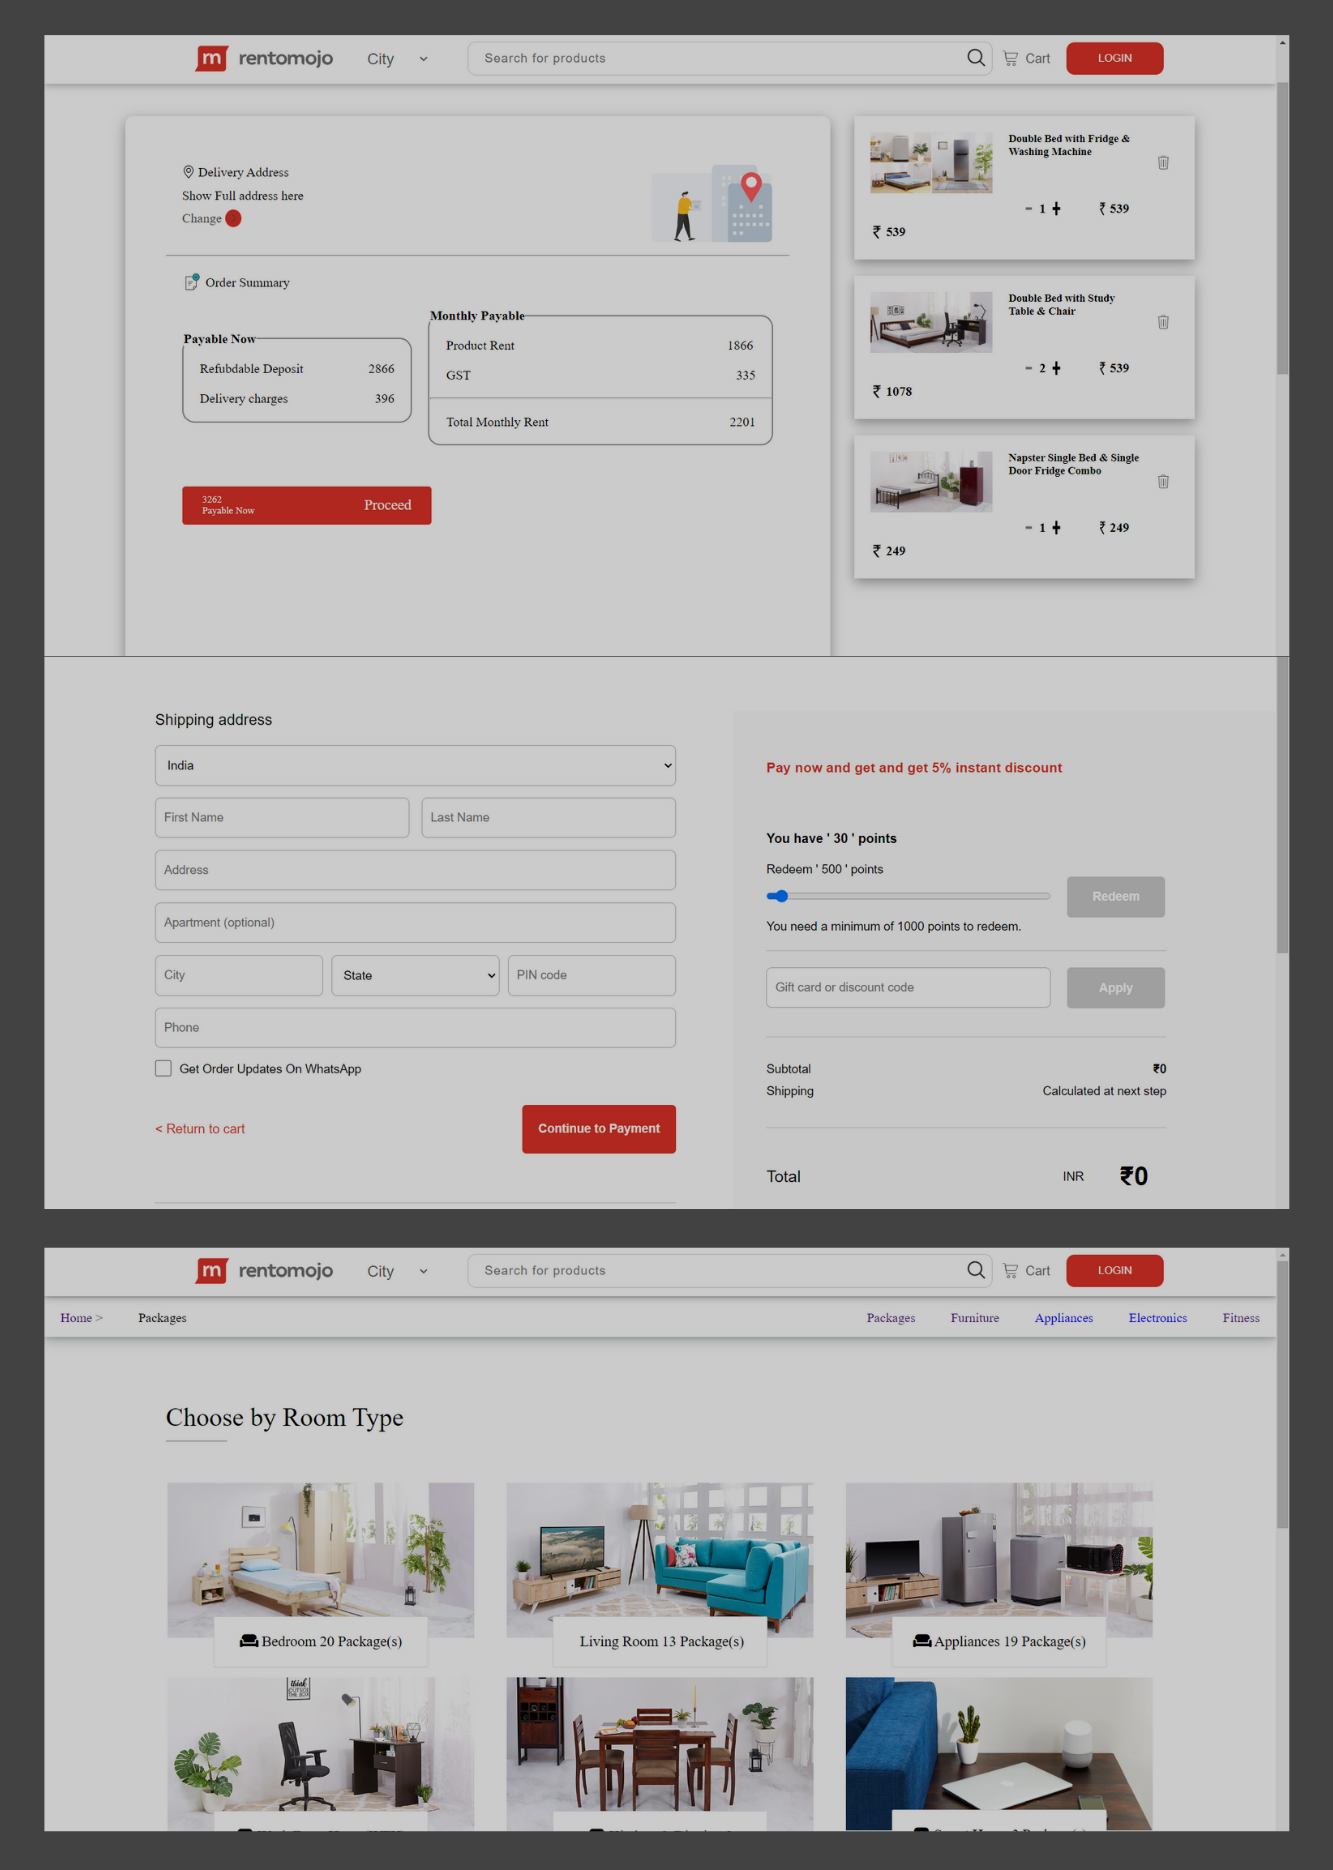 m rentomojo City Search for products Cart LOGIN
Delivery Address
Show Full address here
Change
Order Summary
Payable Now
Refubdable Deposit 2866
Delivery charges 396
Monthly Payable
Product Rent 1866
GST 335
Total Monthly Rent 2201
3262
Payable Now
Proceed
Double Bed with Fridge &
Washing Machine
- 1 + ₹ 539
₹ 539
Double Bed with Study
Table & Chair
- 2 + ₹ 539
₹ 1078
Napster Single Bed & Single
Door Fridge Combo
- 1 + ₹ 249
₹ 249
Shipping address
India
First Name Last Name
Address
Apartment (optional)
City State PIN code
Phone
Get Order Updates On WhatsApp
< Return to cart Continue to Payment
Pay now and get and get 5% instant discount
You have ' 30 ' points
Redeem ' 500 ' points
Redeem
You need a minimum of 1000 points to redeem.
Gift card or discount code Apply
Subtotal ₹0
Shipping Calculated at next step
Total INR ₹0
m rentomojo City Search for products Cart LOGIN
Home > Packages Packages Furniture Appliances Electronics Fitness
Choose by Room Type
Bedroom 20 Package(s)
Living Room 13 Package(s)
Appliances 19 Package(s)
think
OUTSIDE
THE BOX